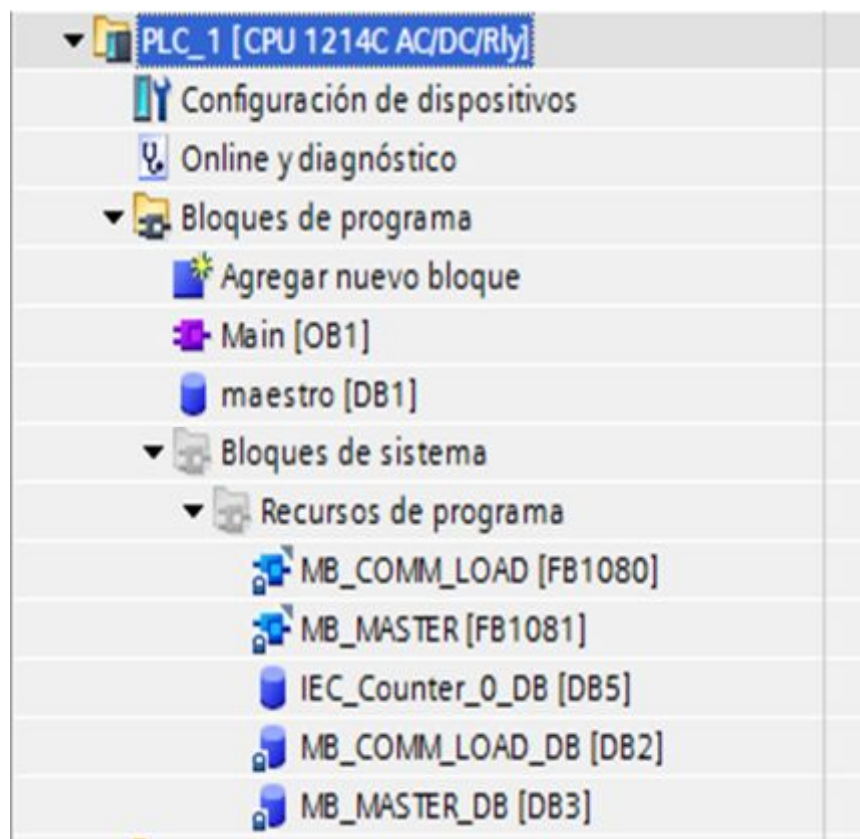 PLC_1 [CPU 1214C AC/DC/Rly]
Configuración de dispositivos
Online y diagnóstico
Bloques de programa
Agregar nuevo bloque
Main [OB1]
maestro [DB1]
Bloques de sistema
Recursos de programa
MB_COMM_LOAD [FB1080]
MB_MASTER [FB1081]
IEC_Counter_0_DB [DB5]
MB_COMM_LOAD_DB [DB2]
MB_MASTER_DB [DB3]